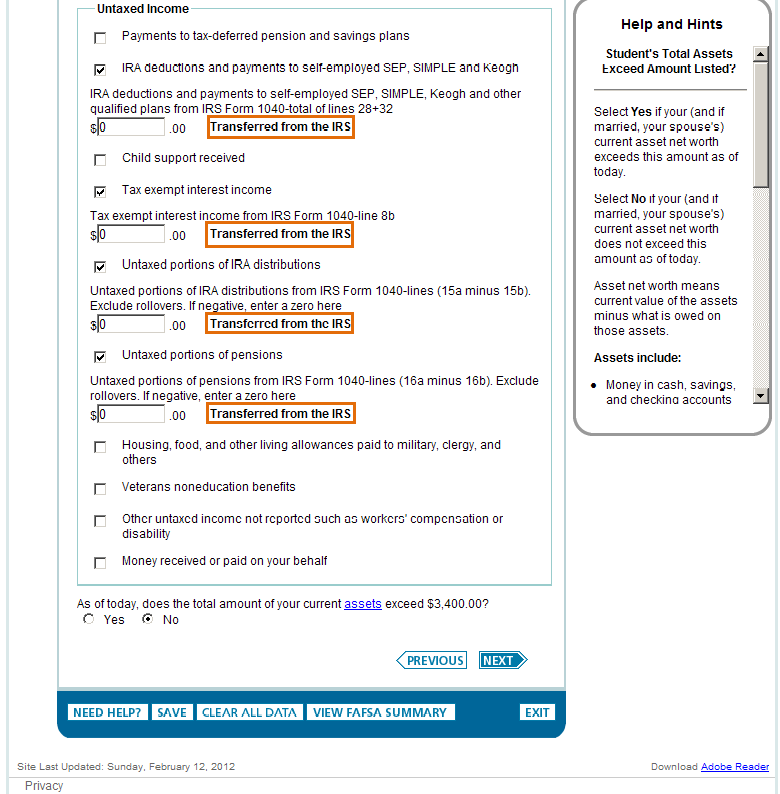 Untaxed Income
Payments to tax-deferred pension and savings plans
IRA deductions and payments to self-employed SEP, SIMPLE and Keogh
IRA deductions and payments to self-employed SEP, SIMPLE, Keogh and other
qualified plans from IRS Form 1040-total of lines 28+32
$0 .00 Transferred from the IRS
Child support received
Tax exempt interest income
Tax exempt interest income from IRS Form 1040-line 8b
$0 .00 Transferred from the IRS
Untaxed portions of IRA distributions
Untaxed portions of IRA distributions from IRS Form 1040-lines (15a minus 15b).
Exclude rollovers. If negative, enter a zero here
$0 .00 Transferred from the IRS
Untaxed portions of pensions
Untaxed portions of pensions from IRS Form 1040-lines (16a minus 16b). Exclude
rollovers. If negative, enter a zero here
$0 .00 Transferred from the IRS
Housing, food, and other living allowances paid to military, clergy, and
others
Veterans noneducation benefits
Other untaxed income not reported such as workers' compensation or
disability
Money received or paid on your behalf
As of today, does the total amount of your current assets exceed $3,400.00?
Yes No
PREVIOUS NEXT
NEED HELP? SAVE CLEAR ALL DATA VIEW FAFSA SUMMARY EXIT
Help and Hints
Student's Total Assets
Exceed Amount Listed?
Select Yes if your (and if
married, your spouse's)
current asset net worth
exceeds this amount as of
today.
Select No if your (and if
married, your spouse's)
current asset net worth
does not exceed this
amount as of today.
Asset net worth means
current value of the assets
minus what is owed on
those assets.
Assets include:
• Money in cash, savings,
and checking accounts
Site Last Updated: Sunday, February 12, 2012
Download Adobe Reader
Privacy